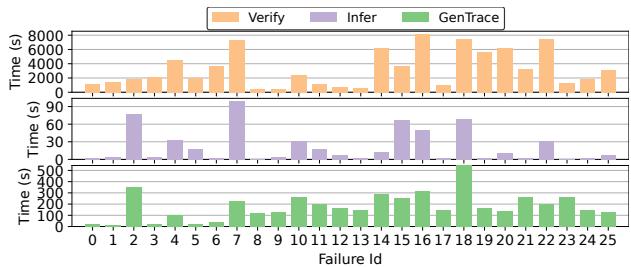 Verify Infer GenTrace
Time (s)
8000
6000
4000
2000
0
Time (s)
90
60
30
0
Time (s)
500
400
300
200
100
0
0 1 2 3 4 5 6 7 8 9 10 11 12 13 14 15 16 17 18 19 20 21 22 23 24 25
Failure Id